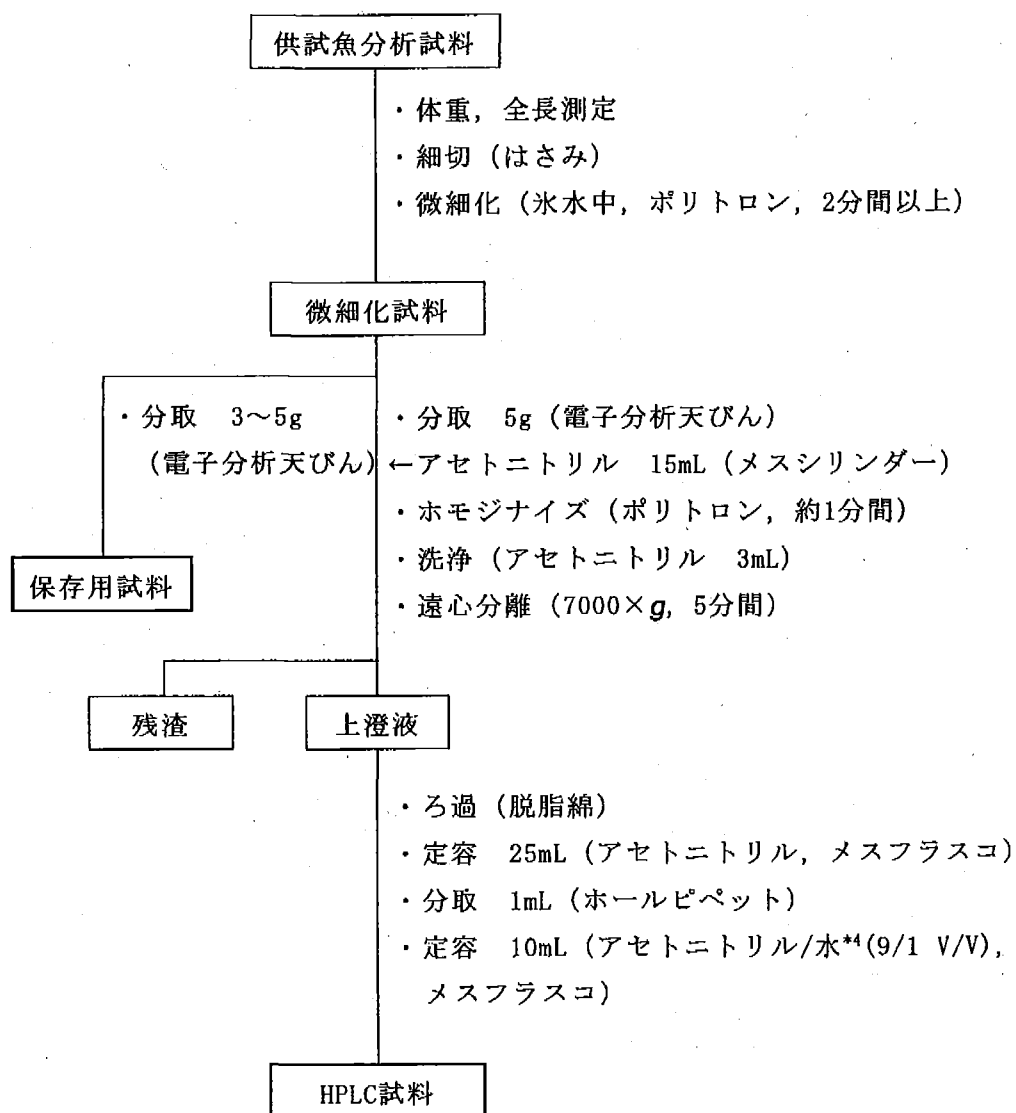 供試魚分析試料
・体重, 全長測定
・細切 (はさみ)
・微細化 (氷水中, ポリトロン, 2分間以上)
微細化試料
・分取 3～5g
(電子分析天びん)
・分取 5g (電子分析天びん)
←アセトニトリル 15mL (メスシリンダー)
・ホモジナイズ (ポリトロン, 約1分間)
・洗浄 (アセトニトリル 3mL)
・遠心分離 (7000×g, 5分間)
保存用試料
残渣
上澄液
・ろ過 (脱脂綿)
・定容 25mL (アセトニトリル, メスフラスコ)
・分取 1mL (ホールピペット)
・定容 10mL (アセトニトリル/水*4(9/1 V/V),
メスフラスコ)
HPLC試料